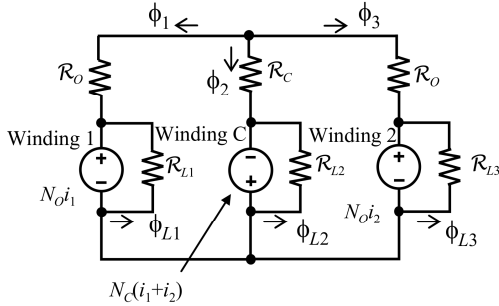 ϕ1 ϕ3
ℛO ϕ2 ℛC ℛO
Winding 1 Winding C Winding 2
+ - +
ℛL1 ℛL2 ℛL3
- + -
NOi1 NOi2
ϕL1 ϕL2 ϕL3
NC(i1+i2)